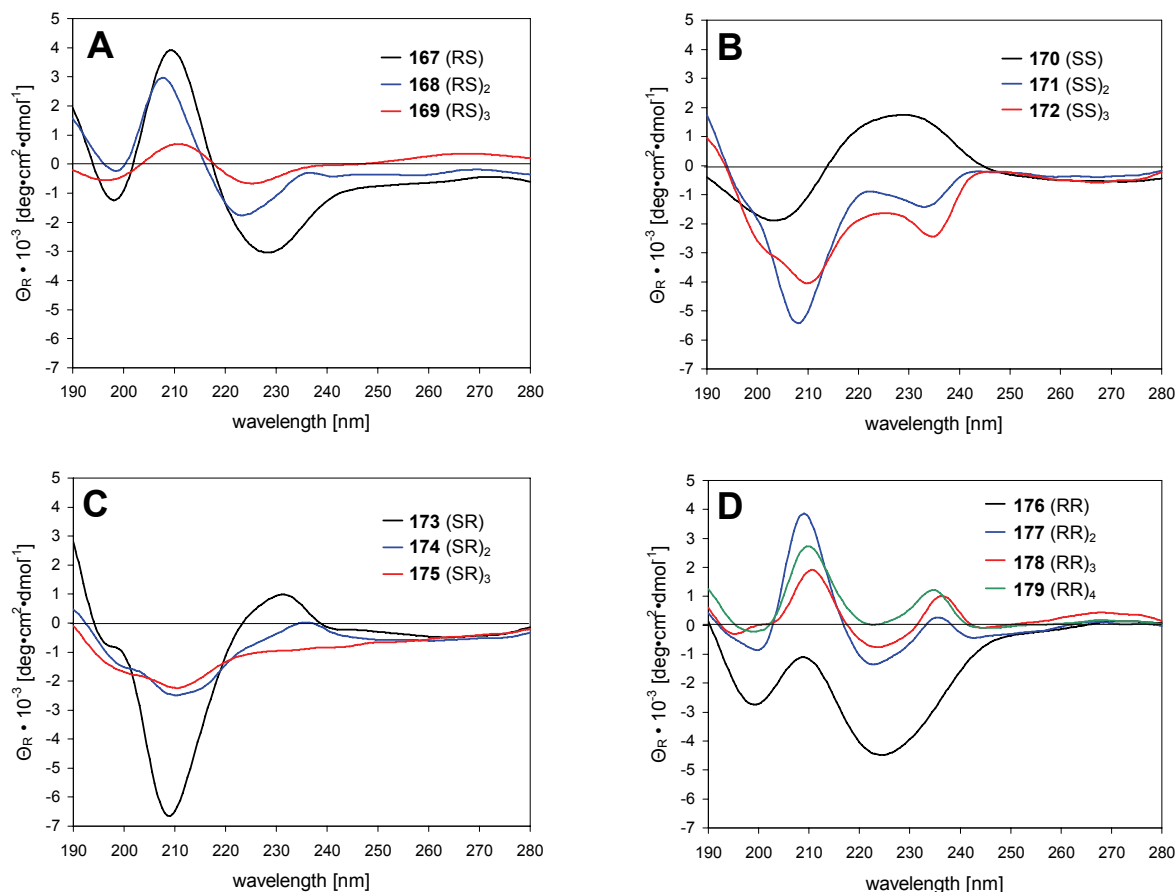 A
167 (RS)
168 (RS)2
169 (RS)3
5
4
3
2
1
0
-1
-2
-3
-4
-5
-6
-7
ΘR • 10-3 [deg•cm2•dmol-1]
190 200 210 220 230 240 250 260 270 280
wavelength [nm]
B
170 (SS)
171 (SS)2
172 (SS)3
5
4
3
2
1
0
-1
-2
-3
-4
-5
-6
-7
ΘR • 10-3 [deg•cm2•dmol-1]
190 200 210 220 230 240 250 260 270 280
wavelength [nm]
C
173 (SR)
174 (SR)2
175 (SR)3
5
4
3
2
1
0
-1
-2
-3
-4
-5
-6
-7
ΘR • 10-3 [deg•cm2•dmol-1]
190 200 210 220 230 240 250 260 270 280
wavelength [nm]
D
176 (RR)
177 (RR)2
178 (RR)3
179 (RR)4
5
4
3
2
1
0
-1
-2
-3
-4
-5
-6
-7
ΘR • 10-3 [deg•cm2•dmol-1]
190 200 210 220 230 240 250 260 270 280
wavelength [nm]